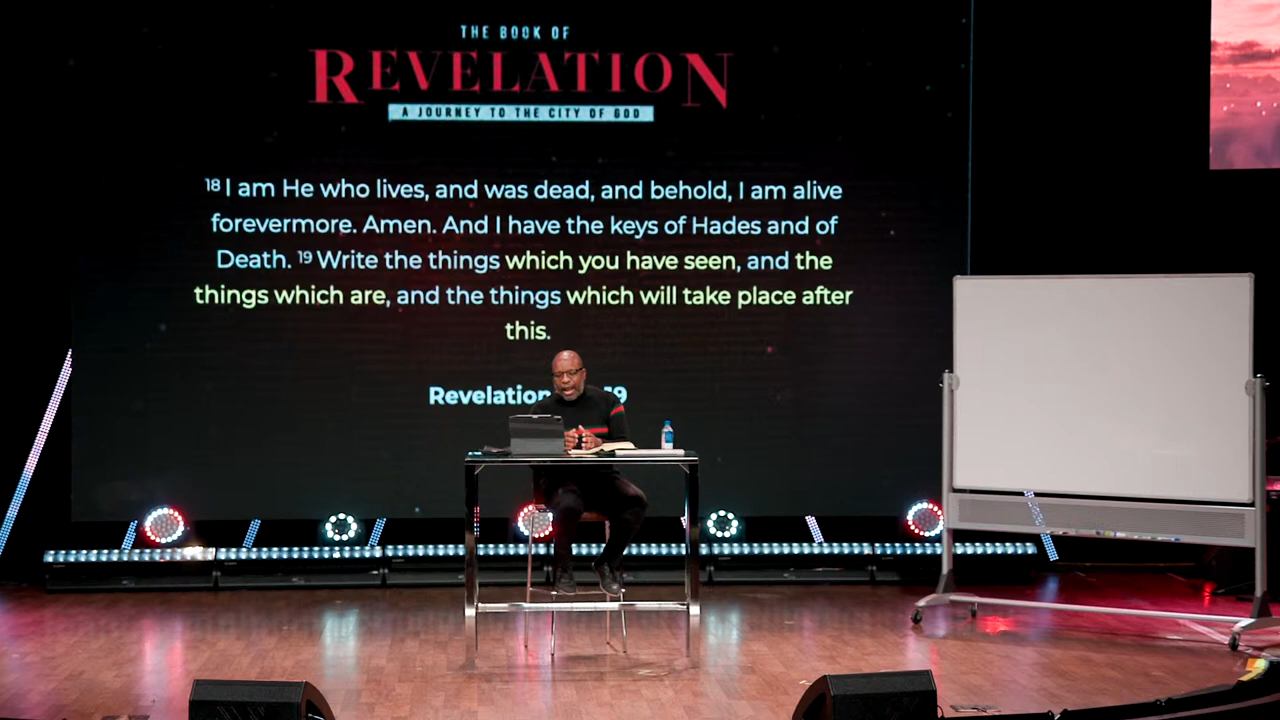 THE BOOK OF
REVELATION
A JOURNEY TO THE CITY OF GOD
18 I am He who lives, and was dead, and behold, I am alive
forevermore. Amen. And I have the keys of Hades and of
Death. 19 Write the things which you have seen, and the
things which are, and the things which will take place after
this.
Revelation 19